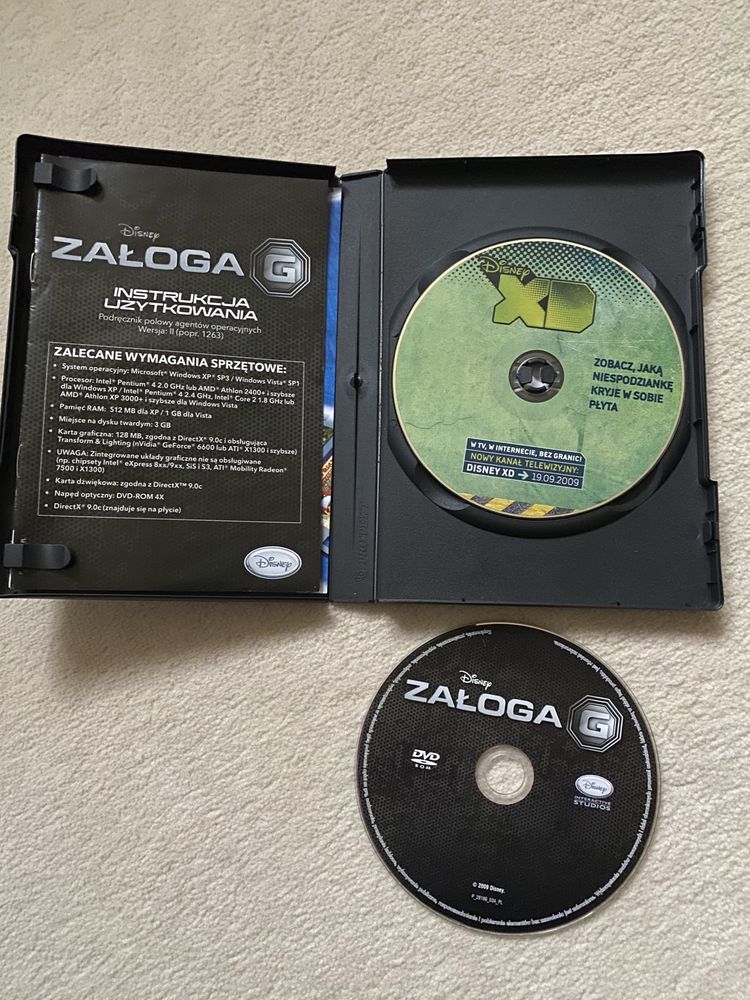 Disney
ZAŁOGA G
INSTRUKCJA
UŻYTKOWANIA
Podręcznik polowy agentów operacyjnych
Wersja: II (popr. 1263)
ZALECANE WYMAGANIA SPRZĘTOWE:
• System operacyjny: Microsoft® Windows XP® SP3 / Windows Vista® SP1
• Procesor: Intel® Pentium® 4 2.0 GHz lub AMD® Athlon 2400+ i szybsze
dla Windows XP / Intel® Pentium® 4 2.4 GHz, Intel® Core 2 1.8 GHz lub
AMD® Athlon XP 3000+ i szybsze dla Windows Vista
• Pamięć RAM: 512 MB dla XP / 1 GB dla Vista
• Miejsce na dysku twardym: 3 GB
• Karta graficzna: 128 MB, zgodna z DirectX® 9.0c i obsługująca
Transform & Lighting (nVidia® GeForce® 6600 lub ATI® X1300 i szybsze)
• UWAGA: Zintegrowane układy graficzne nie są obsługiwane
(np. chipsety Intel® eXpress 8xx/9xx, SiS i S3, ATI® Mobility Radeon®
7500 i X1300)
• Karta dźwiękowa: zgodna z DirectX™ 9.0c
• Napęd optyczny: DVD-ROM 4X
• DirectX® 9.0c (znajduje się na płycie)
Disney
Disney
XD
ZOBACZ, JAKĄ
NIESPODZIANKĘ
KRYJE W SOBIE
PŁYTA
W TV, W INTERNECIE, BEZ GRANIC!
NOWY KANAŁ TELEWIZYJNY:
DISNEY XD → 19.09.2009
Disney
ZAŁOGA G
DVD
ROM
Disney
INTERACTIVE
STUDIOS
© 2009 Disney.